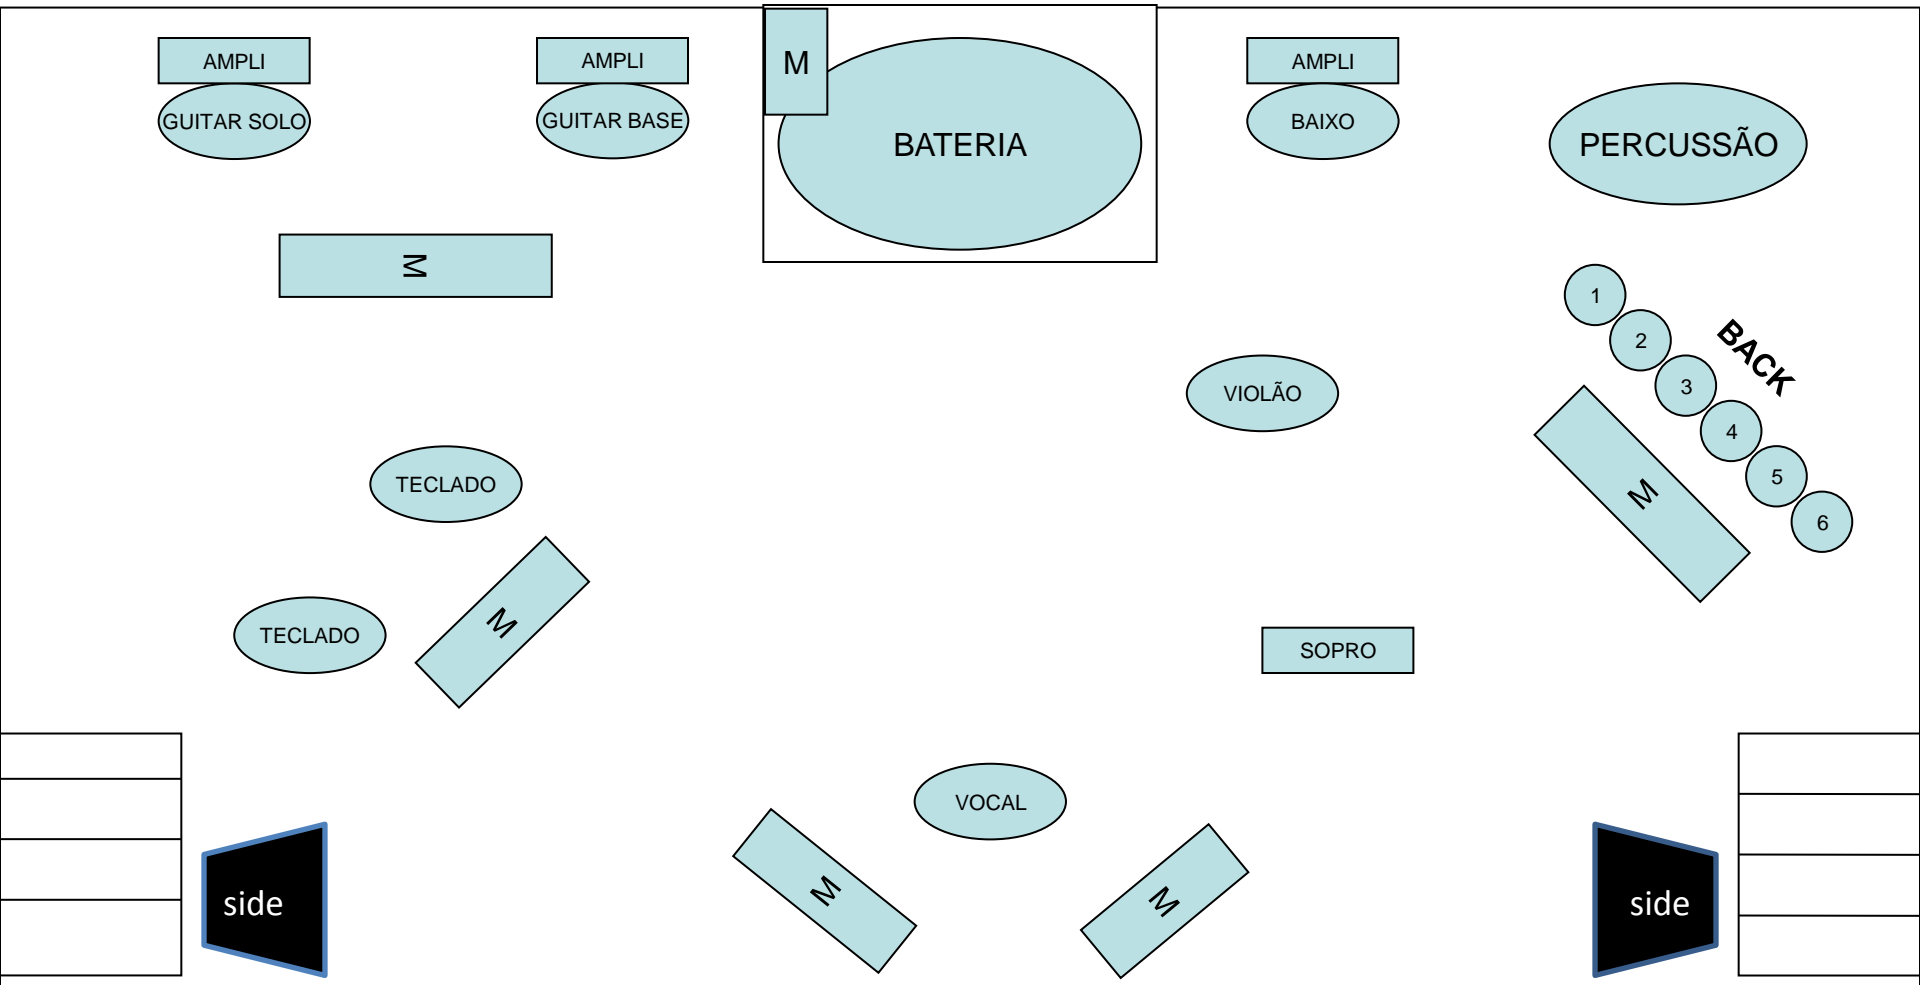 AMPLI
AMPLI
M
AMPLI
GUITAR SOLO
GUITAR BASE
BATERIA
BAIXO
PERCUSSÃO
M
1
2
3
4
5
6
BACK
VIOLÃO
M
TECLADO
M
TECLADO
SOPRO
VOCAL
M
M
side
side